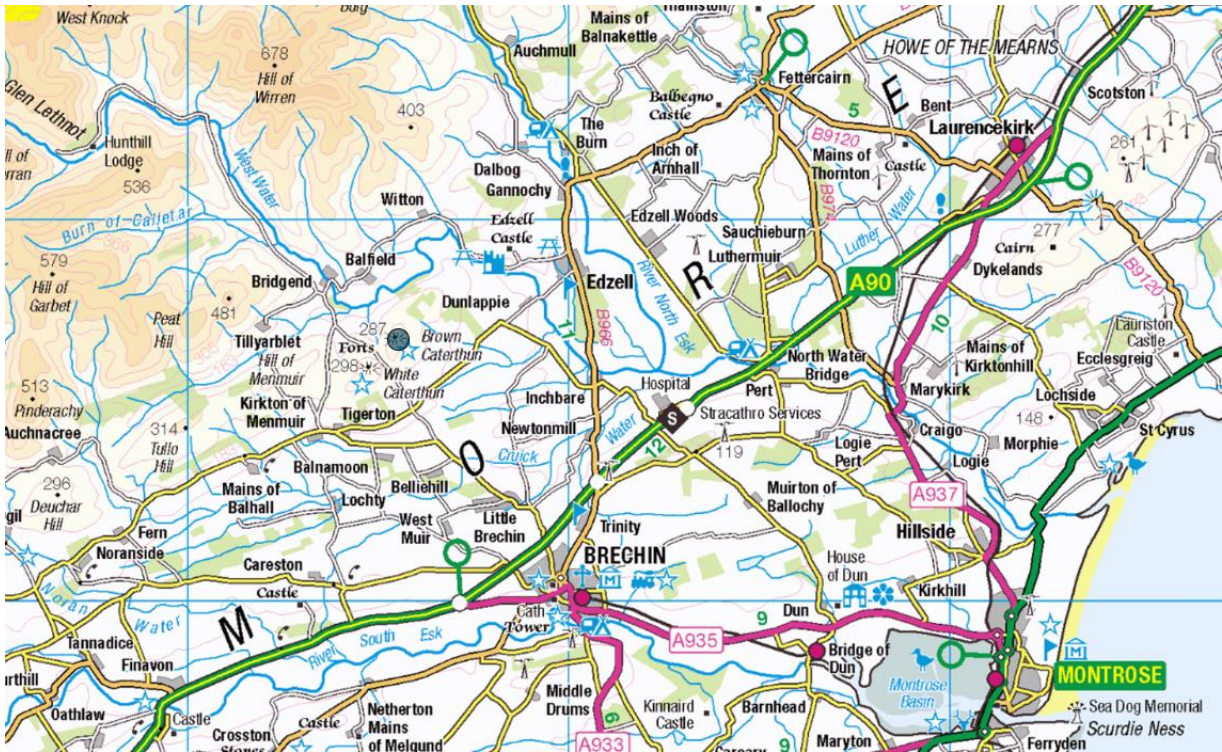 West Knock
Burg
Mains of
Balnakettle
Auchmull
HOWE OF THE MEARNS
678
Hill of
Wirren
Fettercairn
Scotston
Glen Lethnot
403
Balbegno
Castle
5
E
Bent
Laurencekirk
261
Hunthill
Lodge
The
Burn
B9120
Inch of
Arnhall
Mains of
Thornton
Castle
536
West Water
Dalbog
Gannochy
B974
Witton
Edzell
Castle
Edzell Woods
Sauchieburn
Luther
Water
Burn of Calletar
277
Cairn
Luthermuir
579
Hill of
Garbet
Balfield
Bridgend
Edzell
River North
Esk
R
A90
Dykelands
B9120
481
Peat
Hill
Dunlappie
17
B966
10
287
Brown
Caterthun
Lauriston
Castle
Tillyarblet
Hill of
Menmuir
Forts
298
White
Caterthun
North Water
Bridge
Mains of
Kirktonhill
Ecclesgreig
513
Pinderachy
Hospital
Pert
Marykirk
Lochside
Kirkton of
Menmuir
Tigerton
Inchbare
Stracathro Services
S
148
Auchnacree
314
Tullo
Hill
Newtonmill
Water
Cruick
12
119
Craigo
Morphie
St Cyrus
Logie
Pert
Logie
O
Balnamoon
296
Deuchar
Hill
Mains of
Balhall
Lochty
Belliehill
Muirton of
Ballochy
A937
West
Muir
Little
Brechin
Trinity
Hillside
Fern
Noranside
BRECHIN
House
of Dun
Careston
Castle
Kirkhill
Noran
Water
M
Cath
Tower
Dun
9
A935
Tannadice
River South Esk
Bridge of
Dun
Finavon
MONTROSE
Montrose
Basin
Middle
Drums
Kinnaird
Castle
Barnhead
Sea Dog Memorial
Scurdie Ness
Oathlaw
Castle
Castle
Netherton
Mains
of Melgund
Crosston
A933
9
9
Maryton
Ferryden